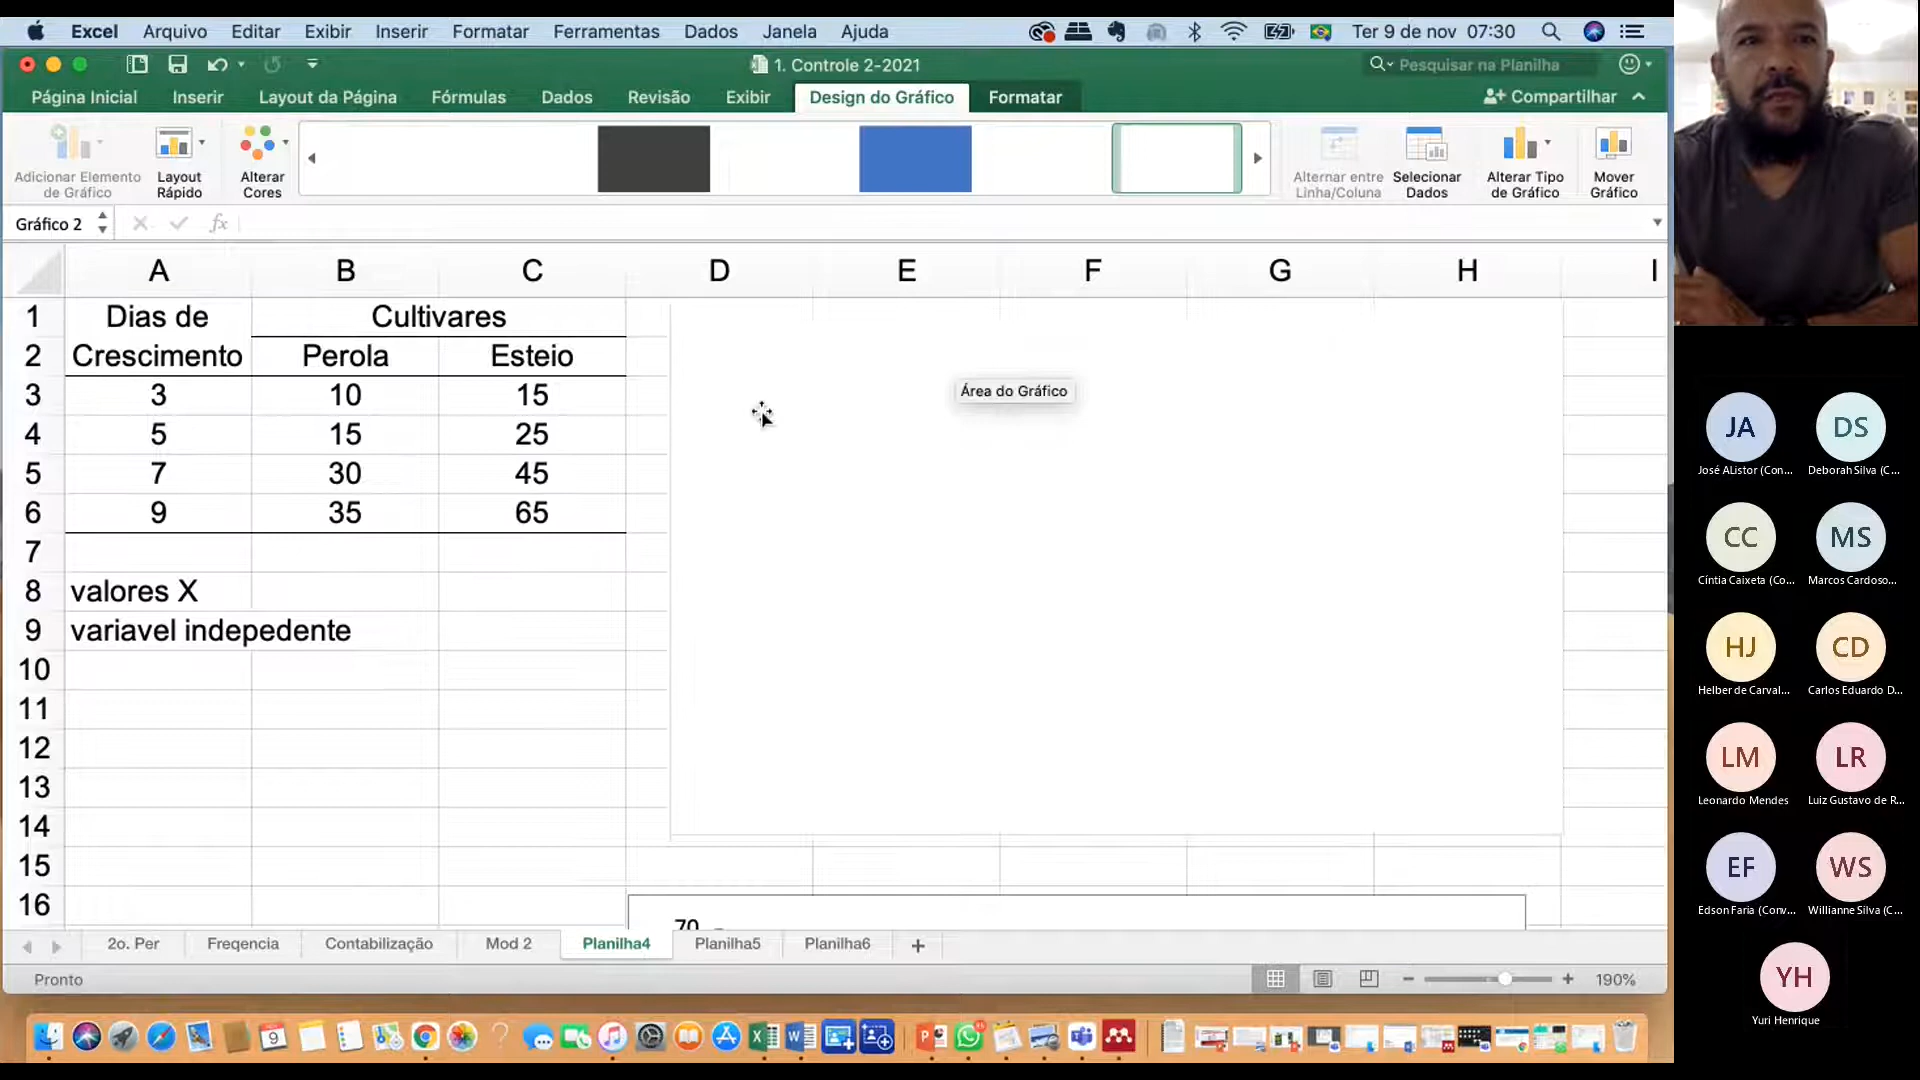 Excel Arquivo Editar Exibir Inserir Formatar Ferramentas Dados Janela Ajuda Ter 9 de nov 07:30
1. Controle 2-2021 Pesquisar na Planilha
Página Inicial Inserir Layout da Página Fórmulas Dados Revisão Exibir Design do Gráfico Formatar Compartilhar
Adicionar Elemento de Gráfico
Layout Rápido
Alterar Cores
Alternar entre Linha/Coluna
Selecionar Dados
Alterar Tipo de Gráfico
Mover Gráfico
Gráfico 2 fx
A B C D E F G H I
1 Dias de Cultivares
2 Crescimento Perola Esteio
3 3 10 15
4 5 15 25
5 7 30 45
6 9 35 65
7
8 valores X
9 variavel indepedente
10
11
12
13
14
15
16
Área do Gráfico
70
2o. Per Freqencia Contabilização Mod 2 Planilha4 Planilha5 Planilha6 +
Pronto 190%
9
JA DS
José AListor (Con... Deborah Silva (C...
CC MS
Cíntia Caixeta (Co... Marcos Cardoso...
HJ CD
Helber de Carval... Carlos Eduardo D...
LM LR
Leonardo Mendes Luiz Gustavo de R...
EF WS
Edson Faria (Conv... Willianne Silva (C...
YH
Yuri Henrique